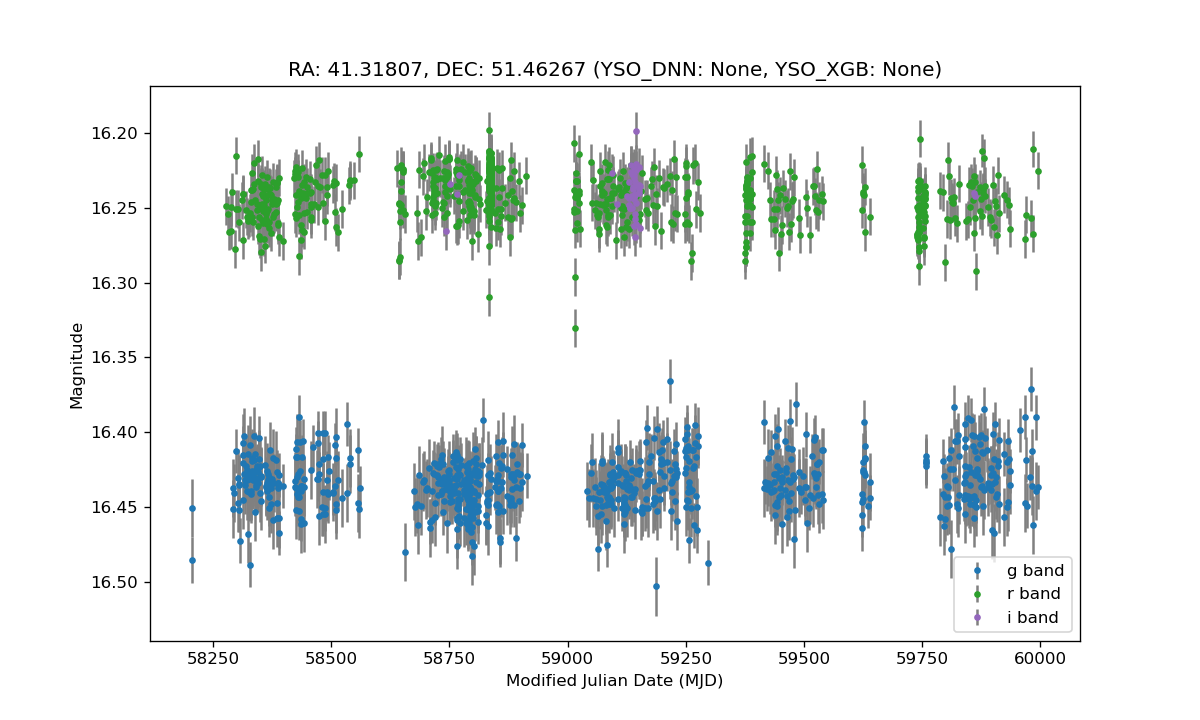 RA: 41.31807, DEC: 51.46267 (YSO_DNN: None, YSO_XGB: None)
16.20
16.25
16.30
16.35
16.40
16.45
16.50
Magnitude
g band
r band
i band
58250 58500 58750 59000 59250 59500 59750 60000
Modified Julian Date (MJD)